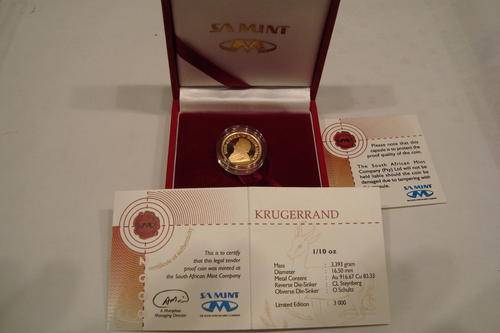 SA MINT
Please note that this
capsule is to protect the
proof quality of the coin.
The South African Mint
Company (Pty) Ltd will not be
held liable should the coin be
damaged due to tampering with
capsule.
SA MINT
KRUGERRAND
1/10 oz
This is to certify
that this legal tender
proof coin was minted at
the South African Mint Company
Managing Director
SA MINT
Mass 3.393 gram
Diameter 16.50 mm
Metal Content Au 916.67 Cu 83.33
Reverse Die-Sinker CL Steynberg
Obverse Die-Sinker O Schultz
Limited Edition 3 000